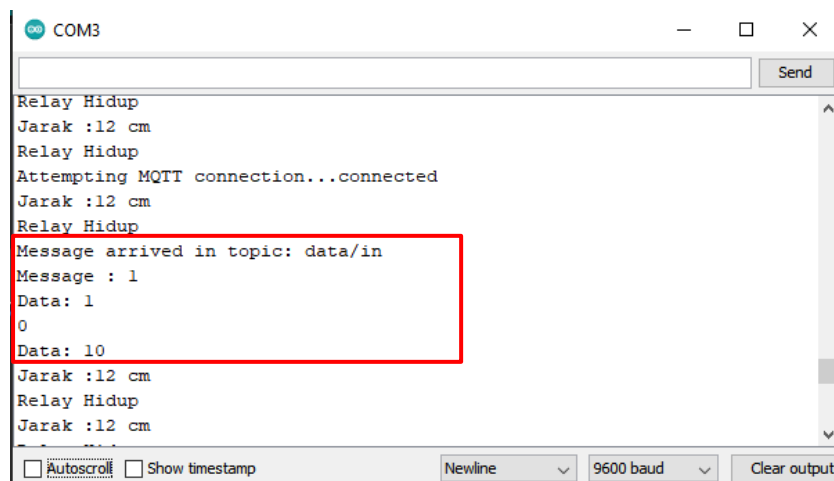 COM3
Send
Relay Hidup
Jarak :12 cm
Relay Hidup
Attempting MQTT connection...connected
Jarak :12 cm
Relay Hidup
Message arrived in topic: data/in
Message : 1
Data: 1
0
Data: 10
Jarak :12 cm
Relay Hidup
Jarak :12 cm
Autoscroll Show timestamp Newline 9600 baud Clear output